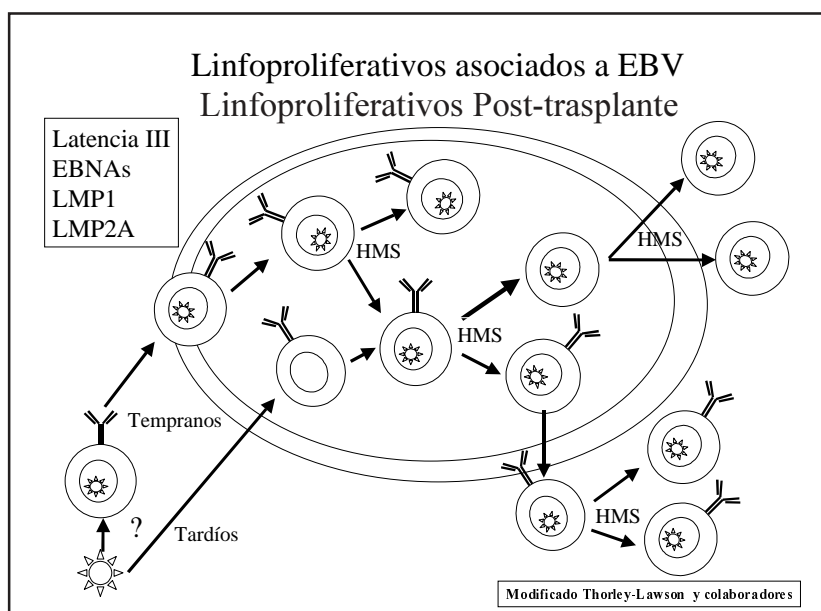 Linfoproliferativos asociados a EBV
Linfoproliferativos Post-trasplante
Latencia III
EBNAs
LMP1
LMP2A
HMS
HMS
HMS
Tempranos
?
Tardíos
HMS
Modificado Thorley-Lawson y colaboradores